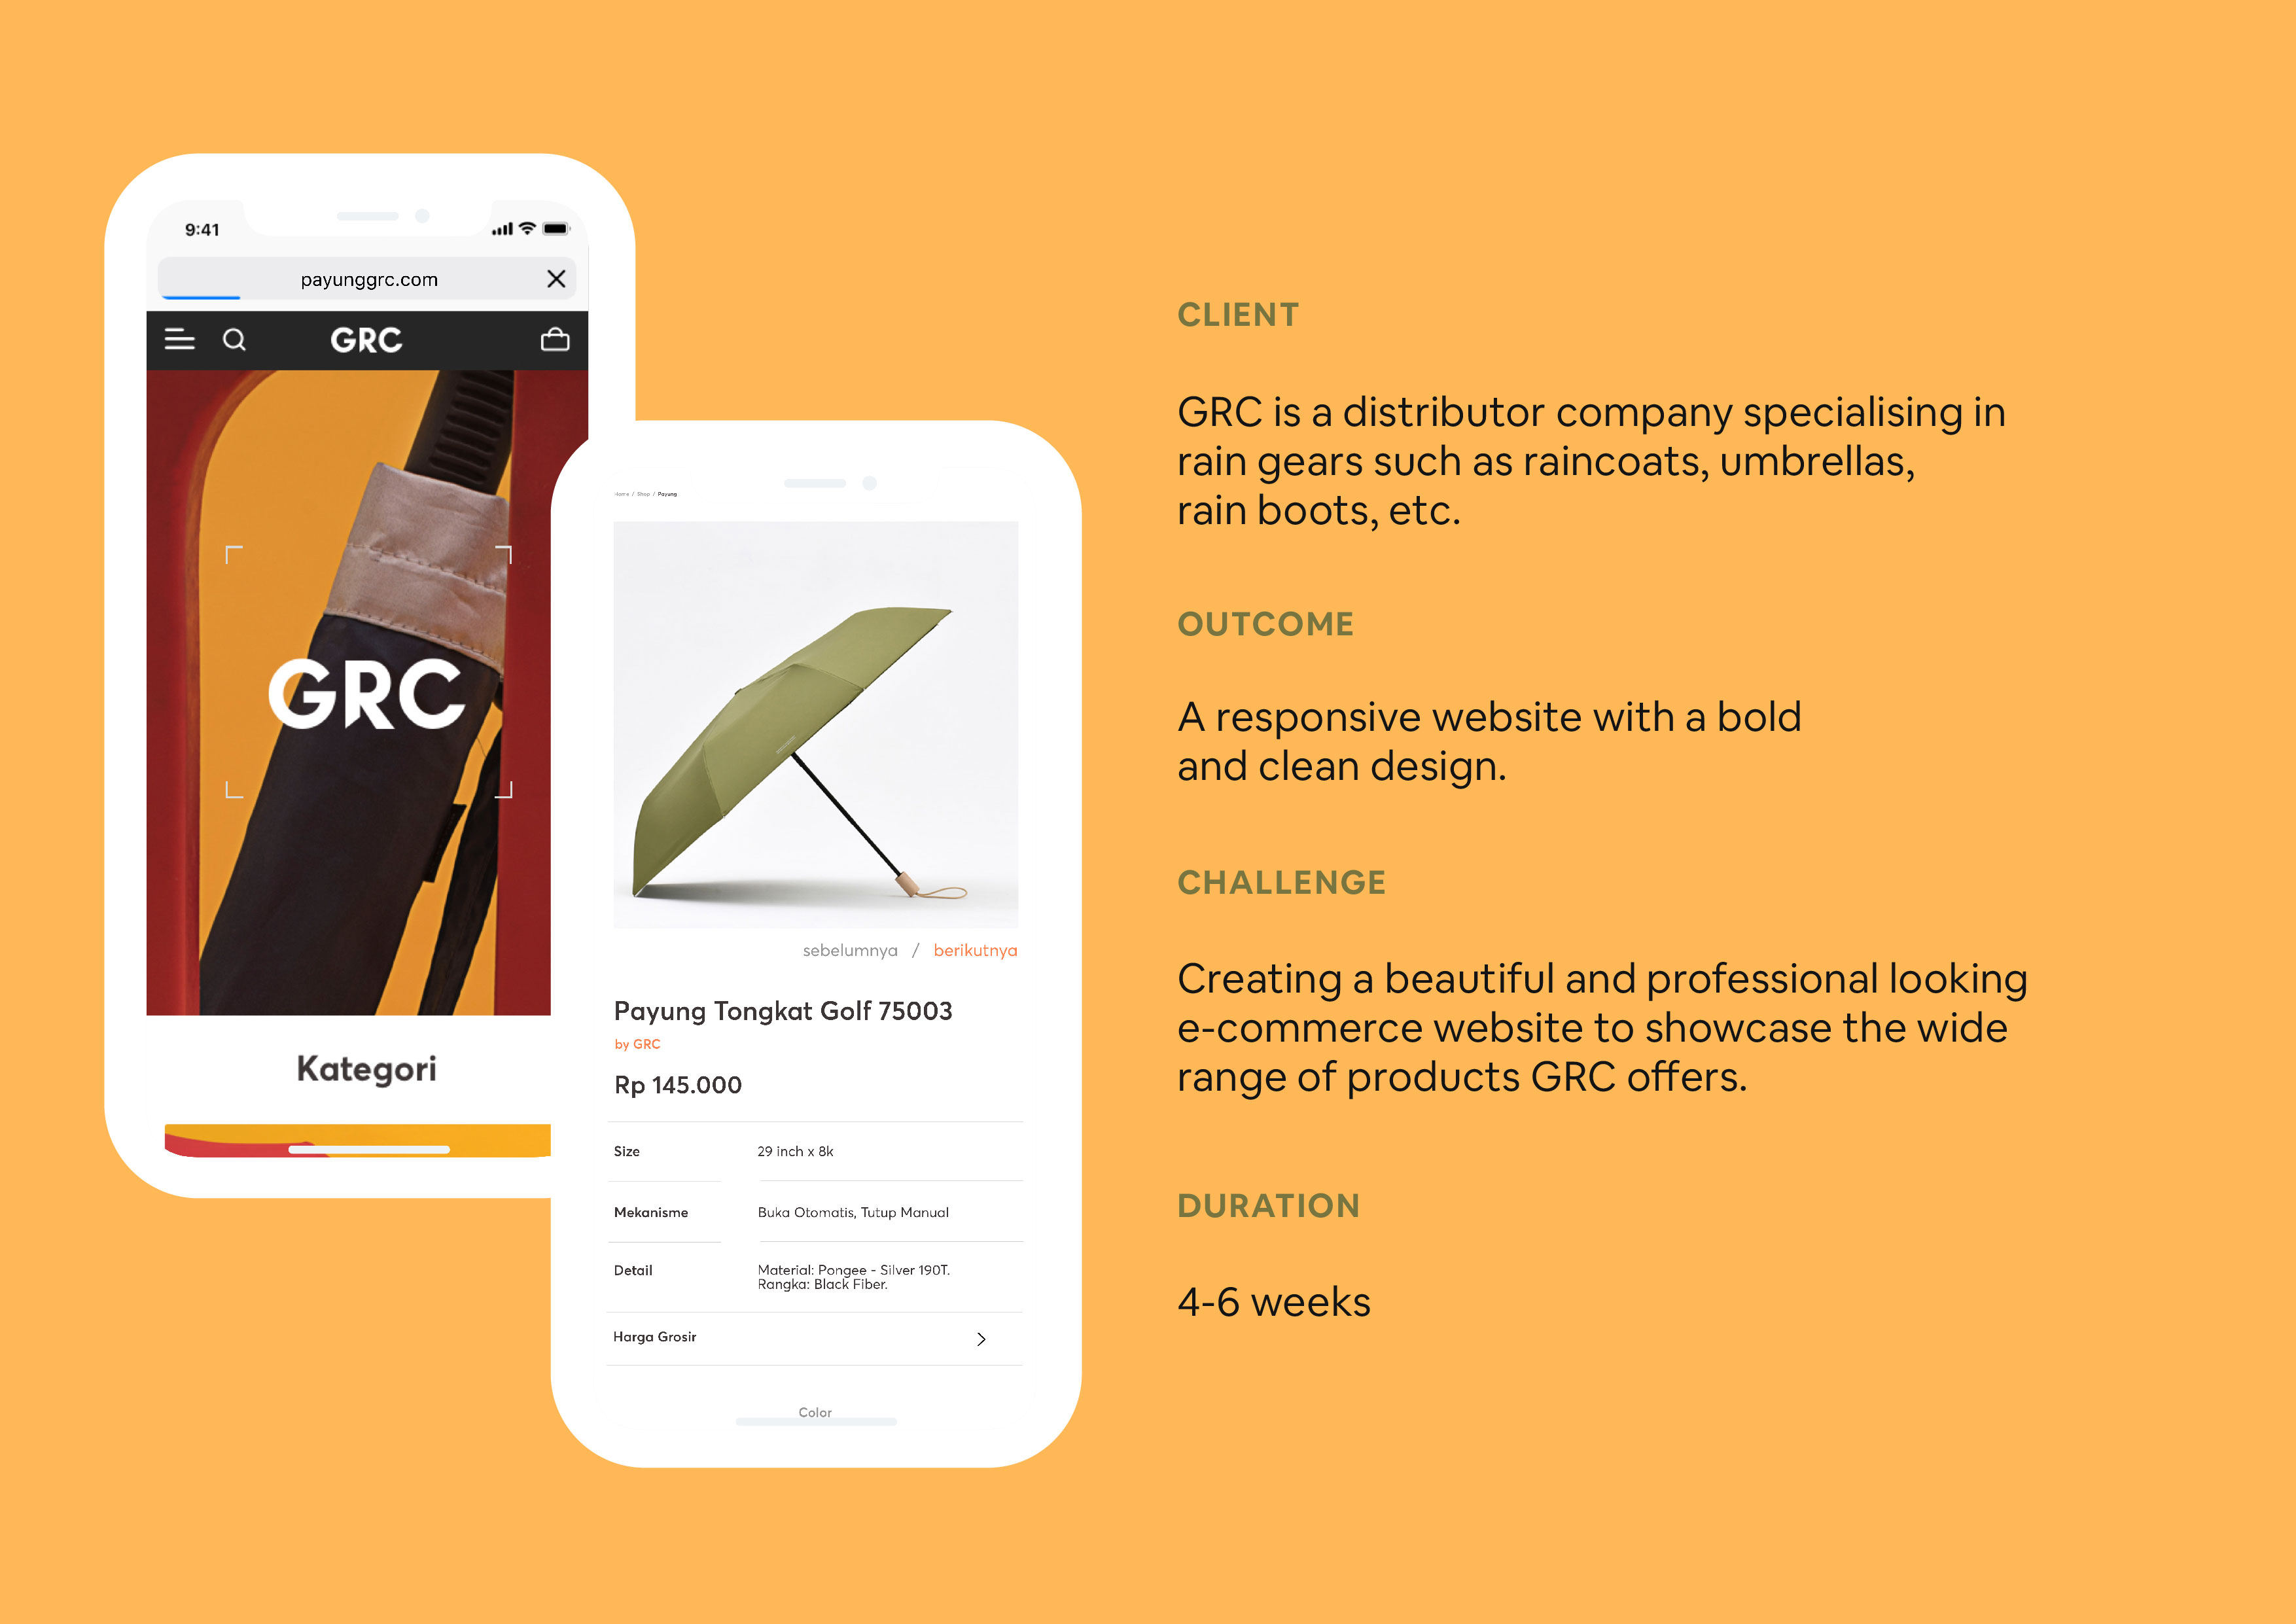 9:41
payunggrc.com
GRC
GRC
Kategori
Home / Shop / Payung
sebelumnya / berikutnya
Payung Tongkat Golf 75003
by GRC
Rp 145.000
Size 29 inch x 8k
Mekanisme Buka Otomatis, Tutup Manual
Detail Material: Pongee - Silver 190T.
Rangka: Black Fiber.
Harga Grosir
Color
CLIENT
GRC is a distributor company specialising in
rain gears such as raincoats, umbrellas,
rain boots, etc.
OUTCOME
A responsive website with a bold
and clean design.
CHALLENGE
Creating a beautiful and professional looking
e-commerce website to showcase the wide
range of products GRC offers.
DURATION
4-6 weeks